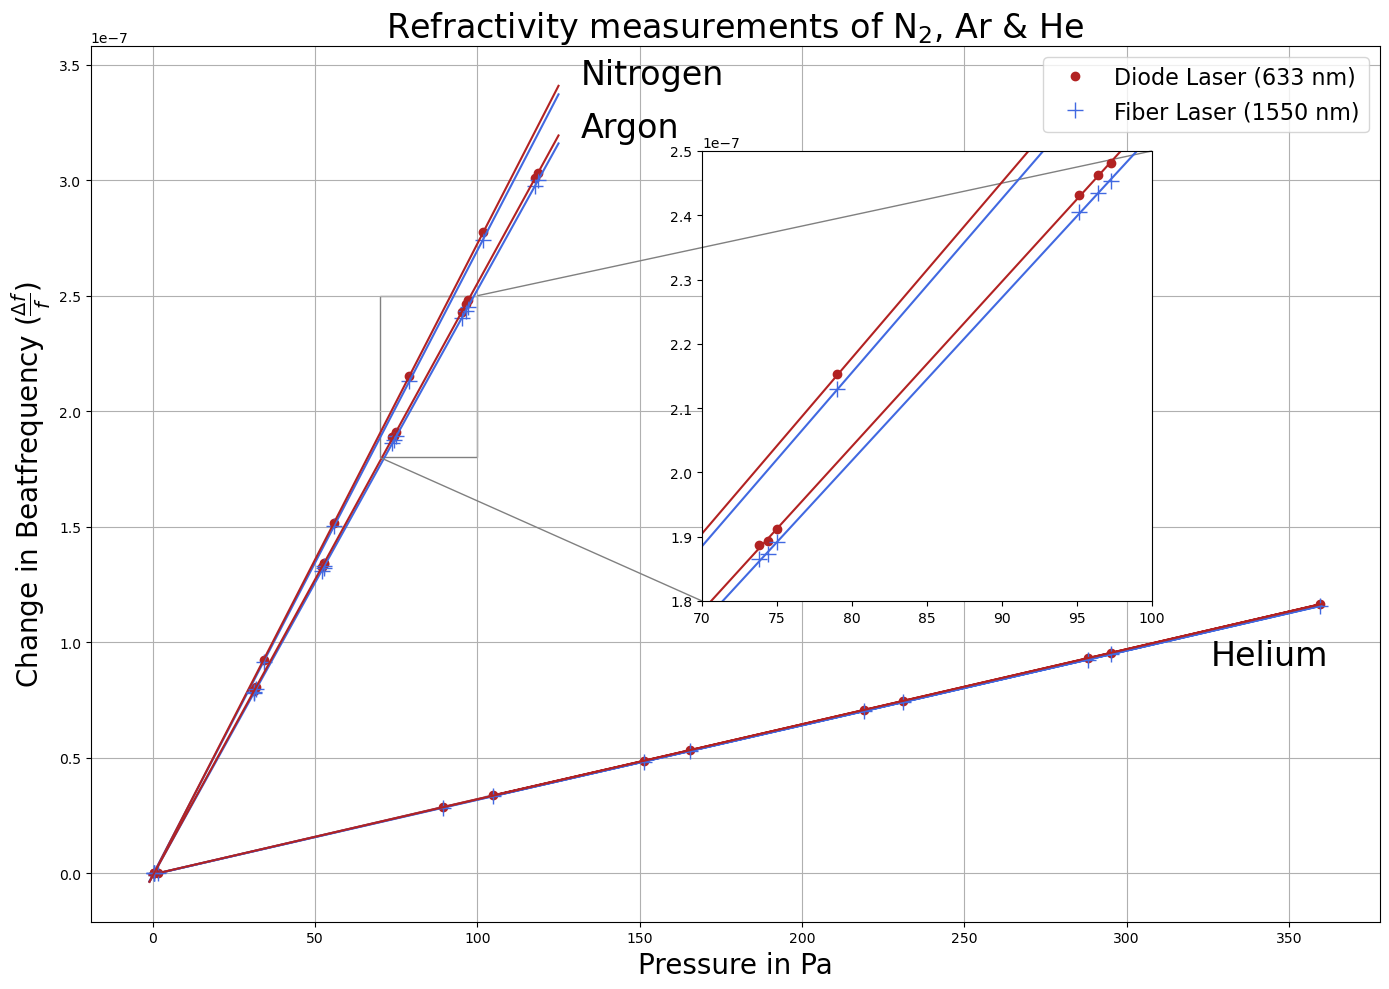 Refractivity measurements of N₂, Ar & He
1e−7
Nitrogen
Argon
Diode Laser (633 nm)
Fiber Laser (1550 nm)
Helium
3.5
3.0
2.5
2.0
1.5
1.0
0.5
0.0
Change in Beatfrequency (Δf/f)
0 50 100 150 200 250 300 350
Pressure in Pa
1e−7
2.5
2.4
2.3
2.2
2.1
2.0
1.9
1.8
70 75 80 85 90 95 100